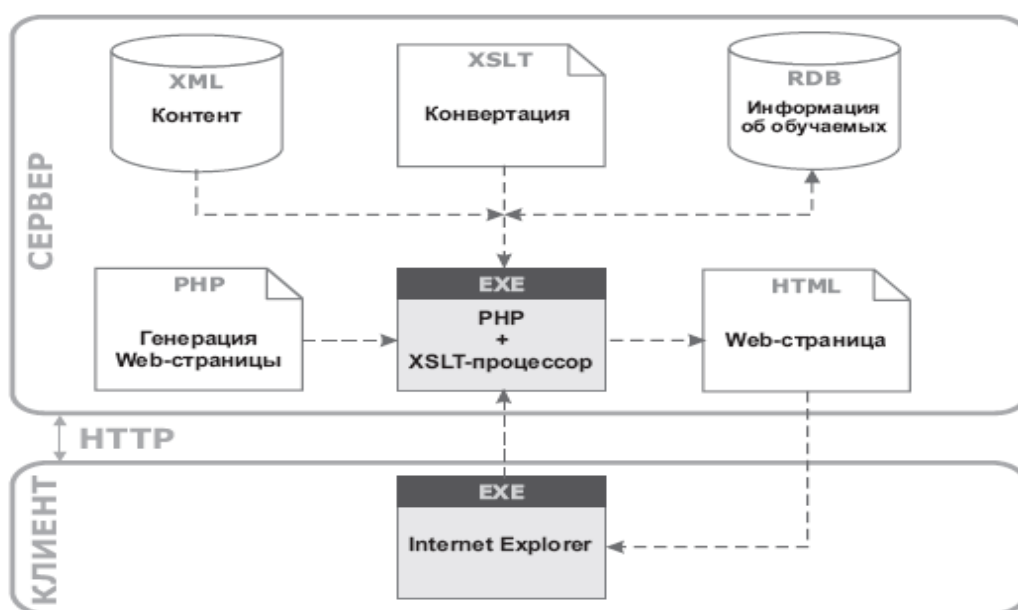 СЕРВЕР
XML
Контент
XSLT
Конвертация
RDB
Информация
об обучаемых
PHP
Генерация
Web-страницы
EXE
PHP
+
XSLT-процессор
HTML
Web-страница
HTTP
КЛИЕНТ
EXE
Internet Explorer